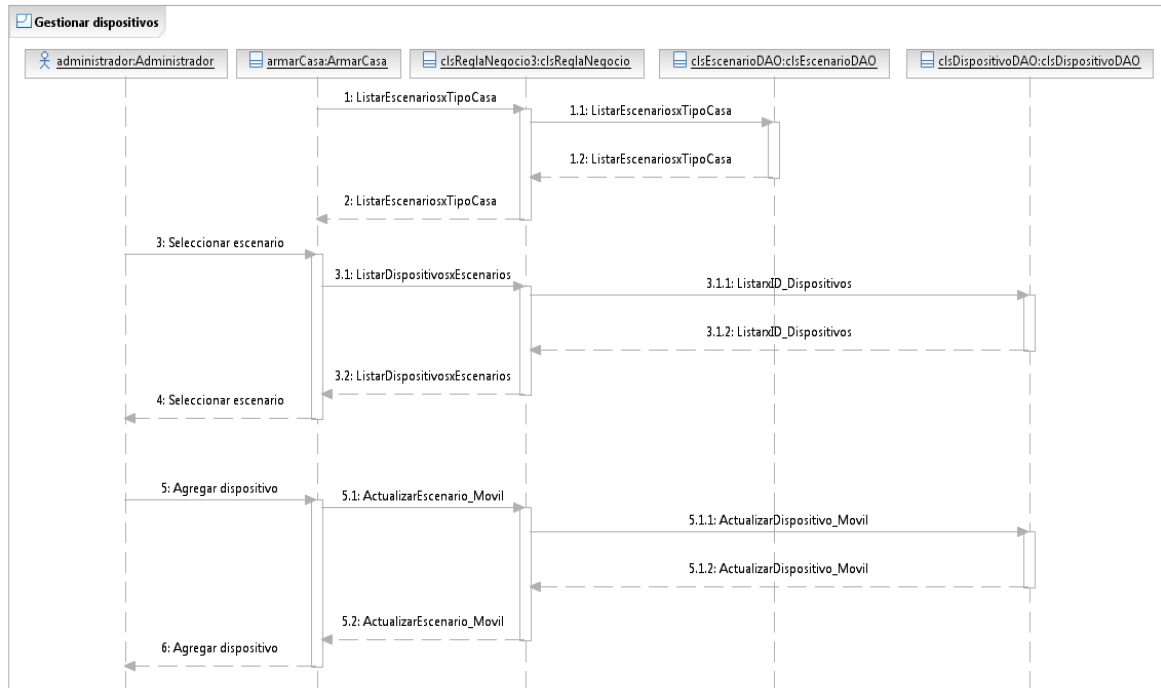 Gestionar dispositivos
administrador:Administrador
armarCasa:ArmarCasa
clsReglaNegocio3:clsReglaNegocio
clsEscenarioDAO:clsEscenarioDAO
clsDispositivoDAO:clsDispositivoDAO
1: ListarEscenariosxTipoCasa
1.1: ListarEscenariosxTipoCasa
1.2: ListarEscenariosxTipoCasa
2: ListarEscenariosxTipoCasa
3: Seleccionar escenario
3.1: ListarDispositivosxEscenarios
3.1.1: ListarxID_Dispositivos
3.1.2: ListarxID_Dispositivos
3.2: ListarDispositivosxEscenarios
4: Seleccionar escenario
5: Agregar dispositivo
5.1: ActualizarEscenario_Movil
5.1.1: ActualizarDispositivo_Movil
5.1.2: ActualizarDispositivo_Movil
5.2: ActualizarEscenario_Movil
6: Agregar dispositivo